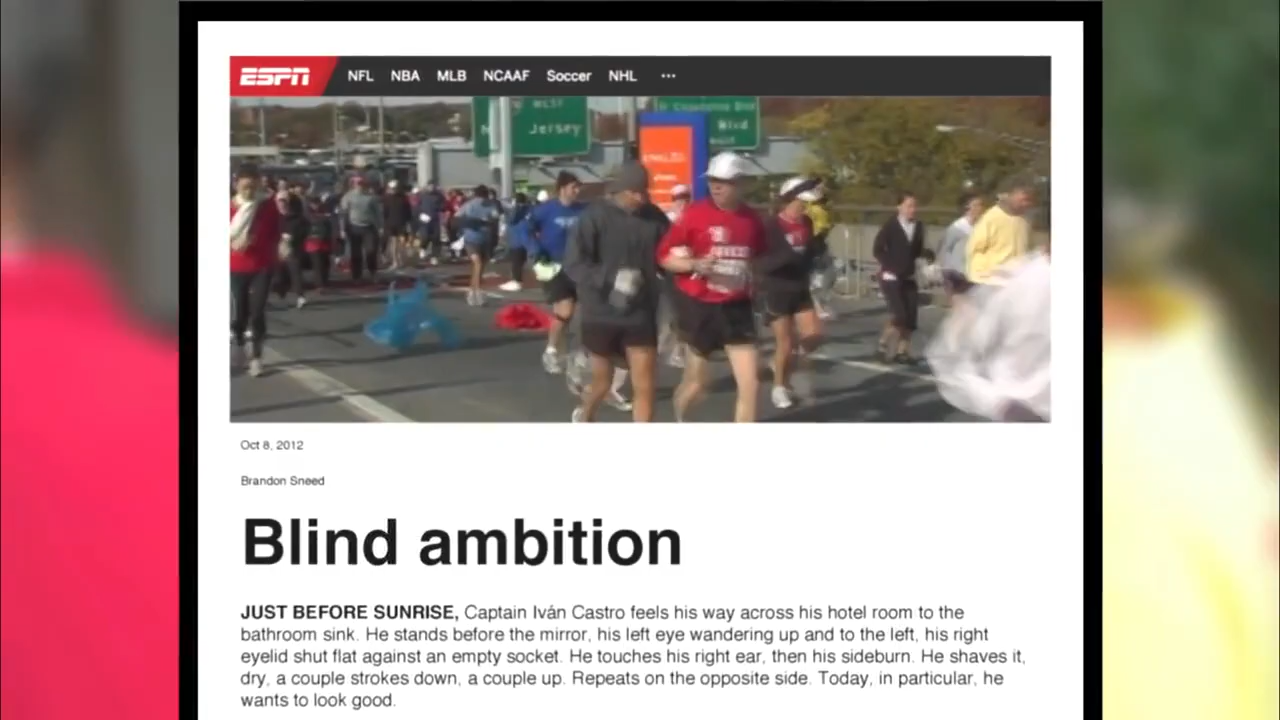 ESPN NFL NBA MLB NCAAF Soccer NHL ...
WEST
Jersey
Blvd
Oct 8, 2012
Brandon Sneed
Blind ambition
JUST BEFORE SUNRISE, Captain Iván Castro feels his way across his hotel room to the
bathroom sink. He stands before the mirror, his left eye wandering up and to the left, his right
eyelid shut flat against an empty socket. He touches his right ear, then his sideburn. He shaves it,
dry, a couple strokes down, a couple up. Repeats on the opposite side. Today, in particular, he
wants to look good.